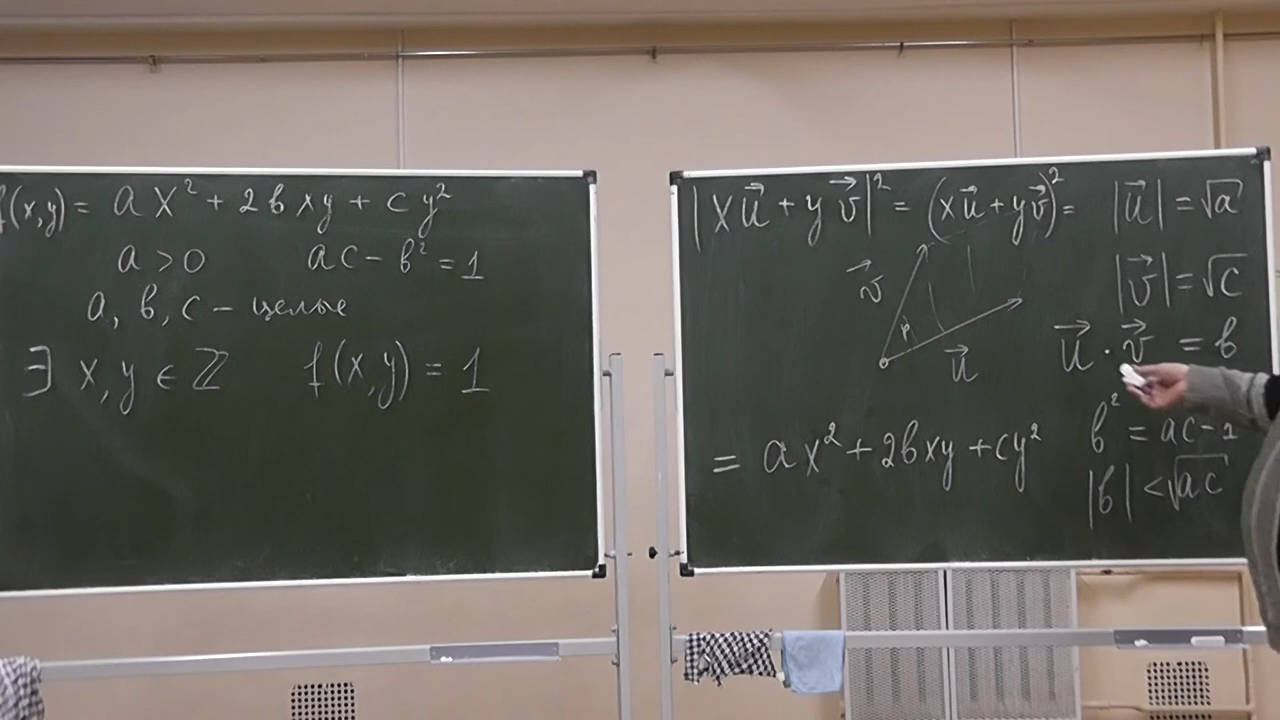 f(x,y) = ax² + 2bxy + cy²
a > 0 ac - b² = 1
a, b, c - целые
∃ x, y ∈ ℤ f(x,y) = 1
|xu⃗ + yv⃗|² = (xu⃗ + yv⃗)² =
v⃗
u⃗
= ax² + 2bxy + cy²
|u⃗| = √a
|v⃗| = √c
u⃗ · v⃗ = b
b² = ac - 1
|b| < √ac